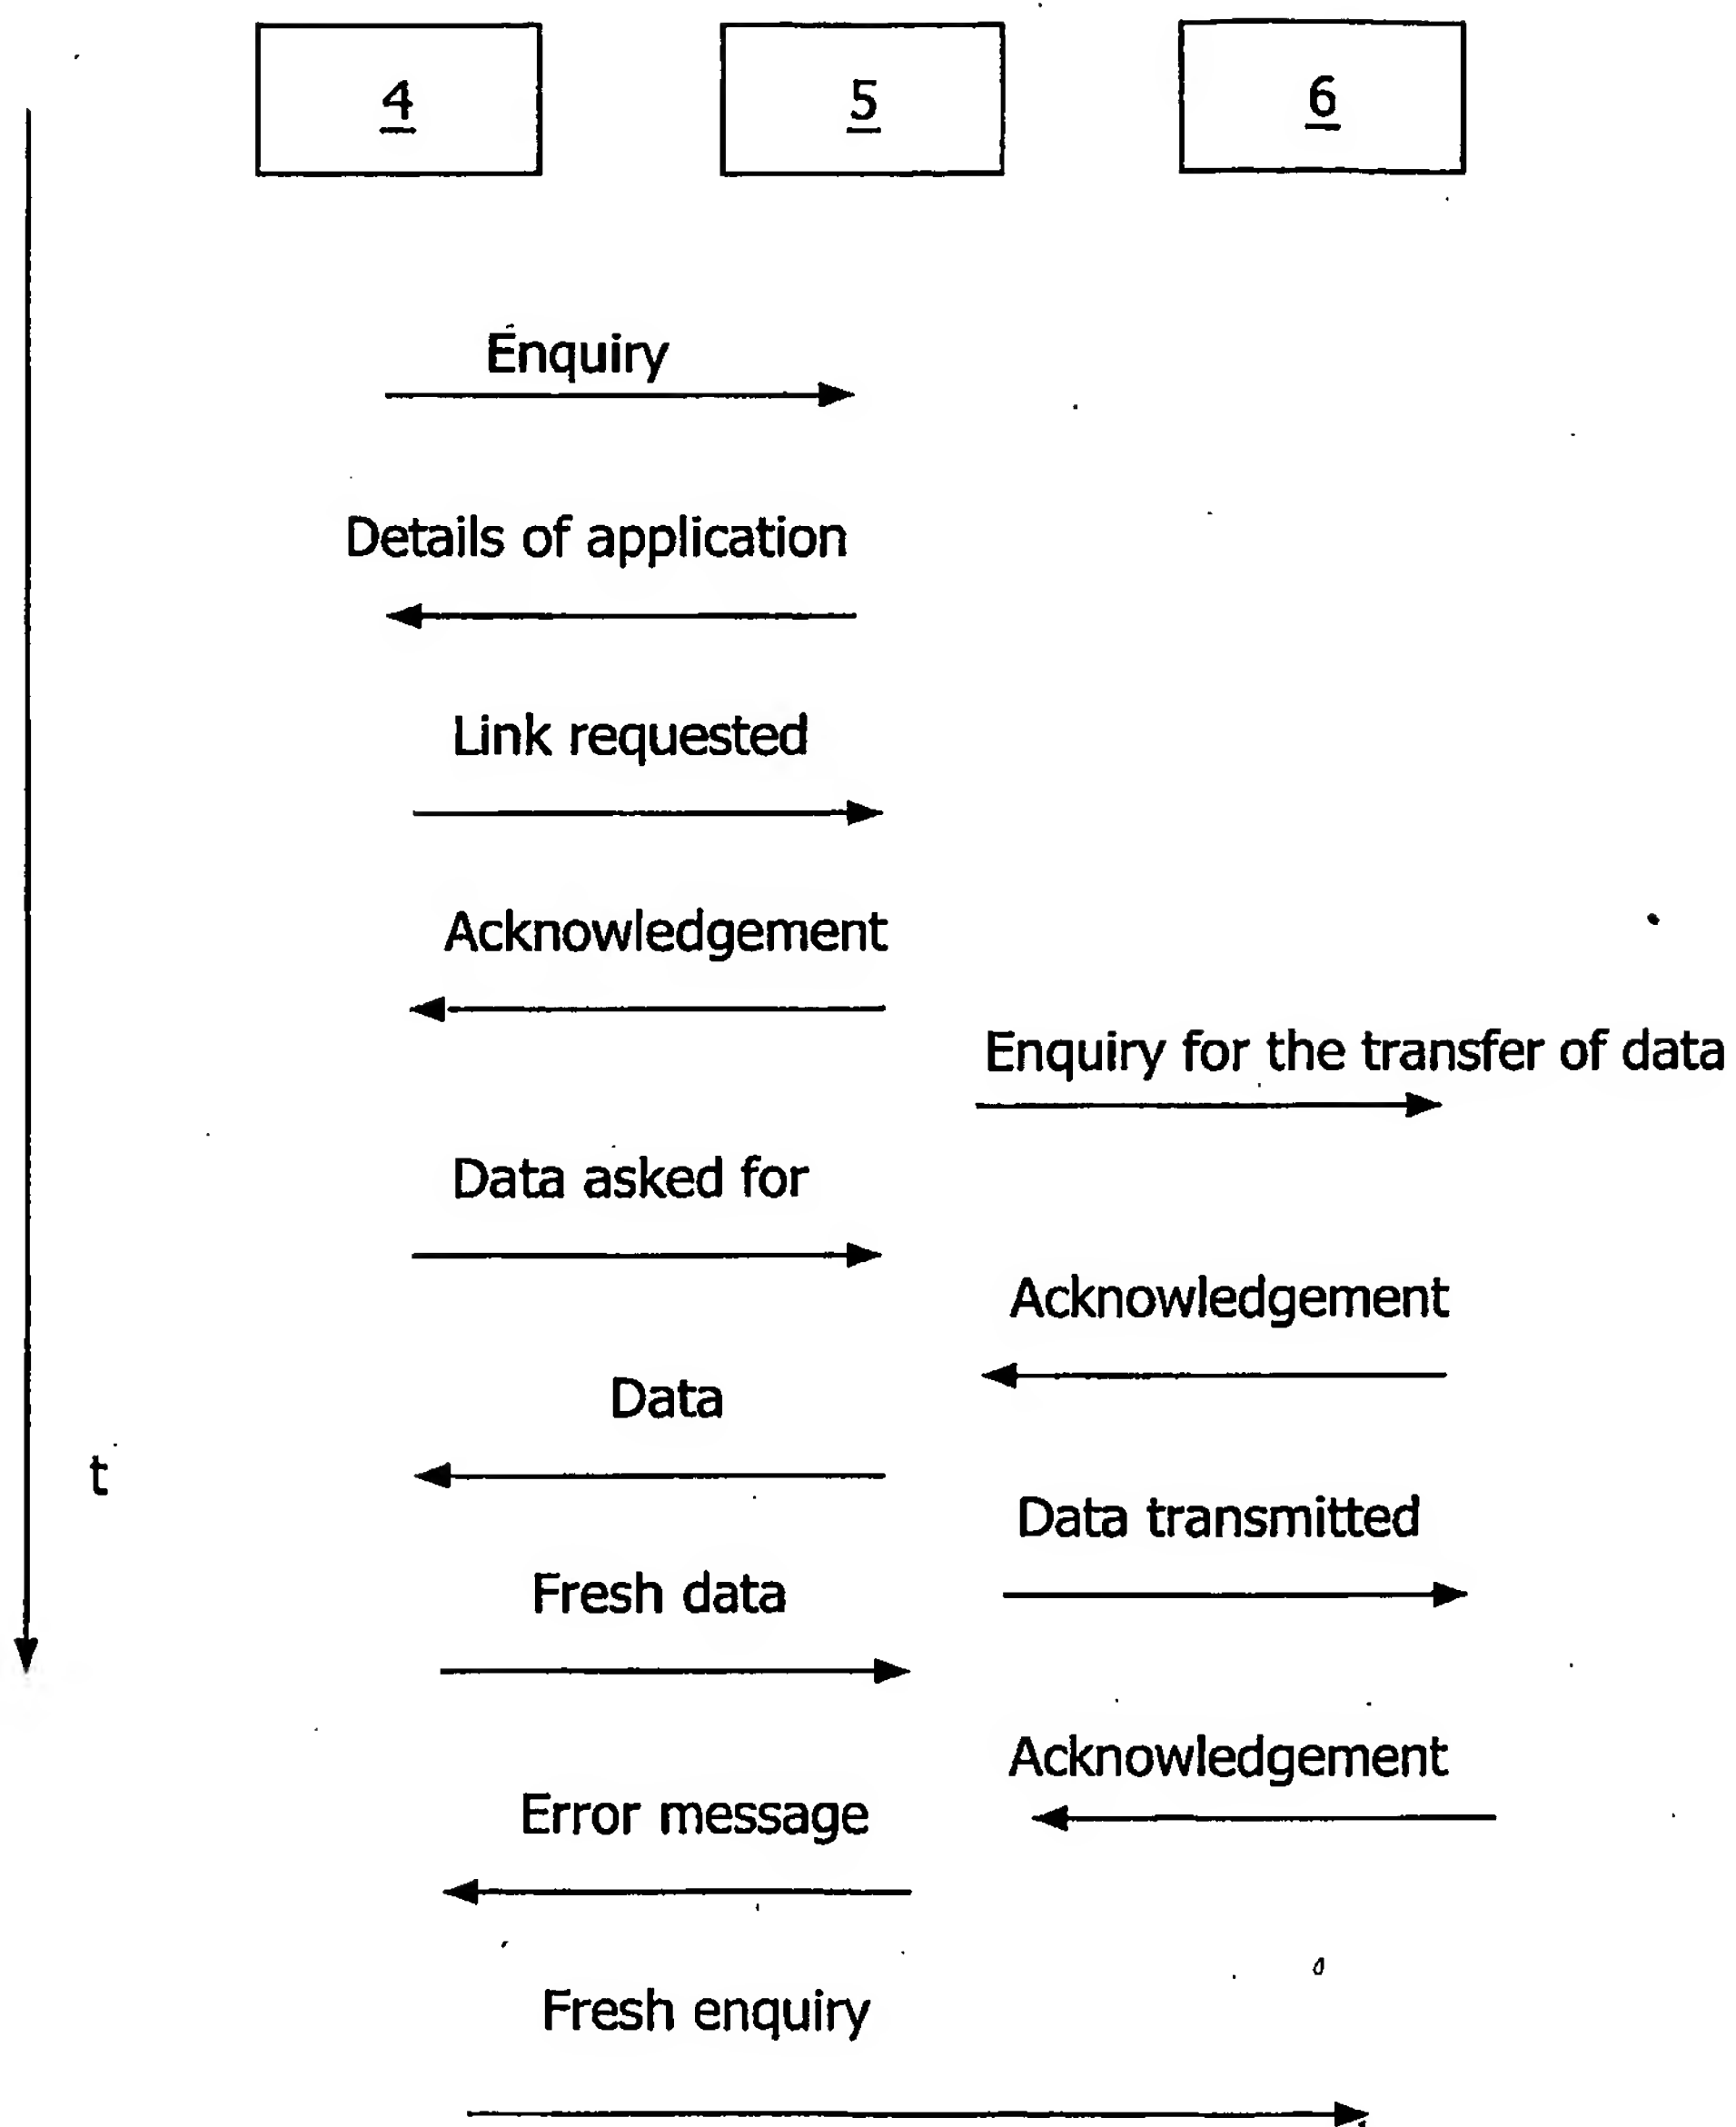 4
5
6
Enquiry
Details of application
Link requested
Acknowledgement
Enquiry for the transfer of data
Data asked for
Acknowledgement
Data
t
Data transmitted
Fresh data
Acknowledgement
Error message
Fresh enquiry